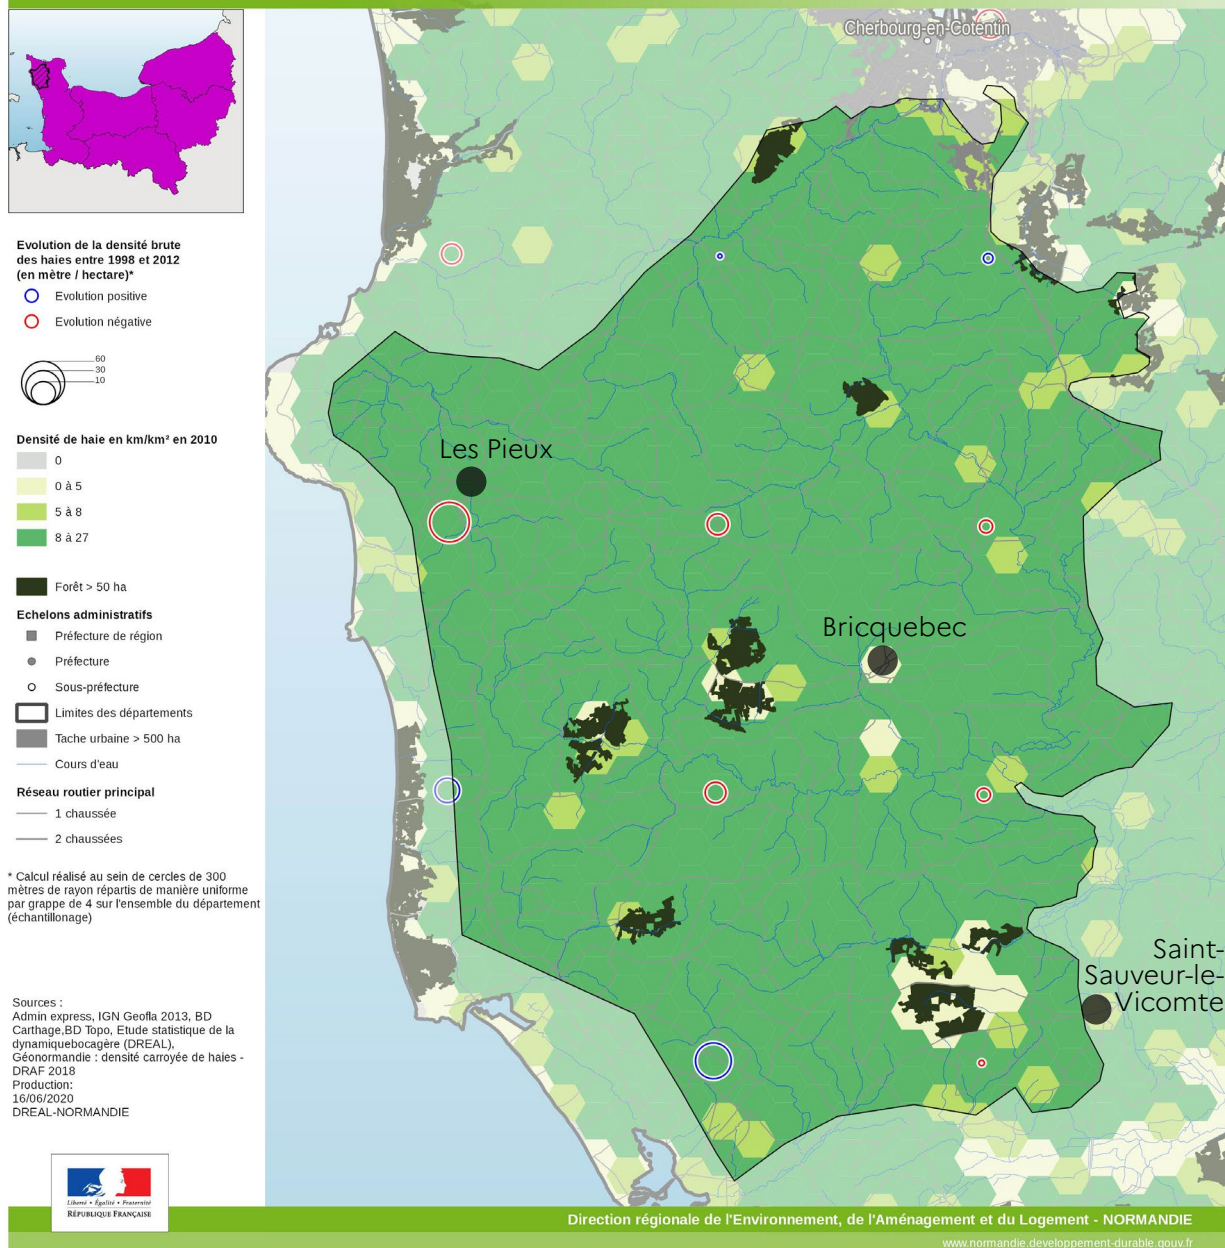 Cherbourg-en-Cotentin
Evolution de la densité brute
des haies entre 1998 et 2012
(en mètre / hectare)*
Evolution positive
Evolution négative
60
30
10
Densité de haie en km/km² en 2010
0
0 à 5
5 à 8
8 à 27
Forêt > 50 ha
Echelons administratifs
Préfecture de région
Préfecture
Sous-préfecture
Limites des départements
Tache urbaine > 500 ha
Cours d'eau
Réseau routier principal
1 chaussée
2 chaussées
* Calcul réalisé au sein de cercles de 300
mètres de rayon répartis de manière uniforme
par grappe de 4 sur l'ensemble du département
(échantillonage)
Sources :
Admin express, IGN Geofla 2013, BD
Carthage,BD Topo, Etude statistique de la
dynamiquebocagère (DREAL),
Géonormandie : densité carroyée de haies -
DRAF 2018
Production:
16/06/2020
DREAL-NORMANDIE
Les Pieux
Bricquebec
Saint-
Sauveur-le-
Vicomte
Liberté • Égalité • Fraternité
RÉPUBLIQUE FRANÇAISE
Direction régionale de l'Environnement, de l'Aménagement et du Logement - NORMANDIE
www.normandie.developpement-durable.gouv.fr